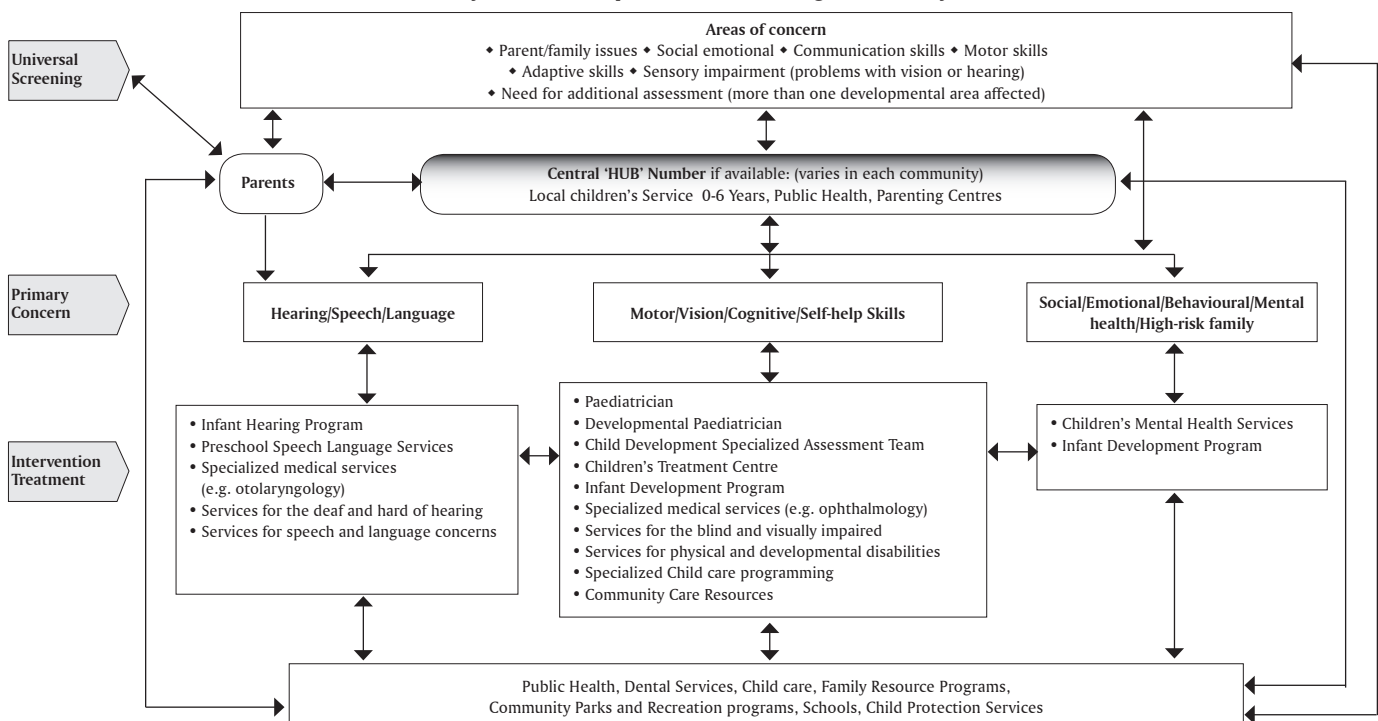 Areas of concern
◆ Parent/family issues ◆ Social emotional ◆ Communication skills ◆ Motor skills
◆ Adaptive skills ◆ Sensory impairment (problems with vision or hearing)
◆ Need for additional assessment (more than one developmental area affected)
Universal
Screening
Parents
Central ‘HUB’ Number if available: (varies in each community)
Local children’s Service 0-6 Years, Public Health, Parenting Centres
Primary
Concern
Hearing/Speech/Language
Motor/Vision/Cognitive/Self-help Skills
Social/Emotional/Behavioural/Mental
health/High-risk family
Intervention
Treatment
• Infant Hearing Program
• Preschool Speech Language Services
• Specialized medical services
(e.g. otolaryngology)
• Services for the deaf and hard of hearing
• Services for speech and language concerns
• Paediatrician
• Developmental Paediatrician
• Child Development Specialized Assessment Team
• Children’s Treatment Centre
• Infant Development Program
• Specialized medical services (e.g. ophthalmology)
• Services for the blind and visually impaired
• Services for physical and developmental disabilities
• Specialized Child care programming
• Community Care Resources
• Children’s Mental Health Services
• Infant Development Program
Public Health, Dental Services, Child care, Family Resource Programs,
Community Parks and Recreation programs, Schools, Child Protection Services